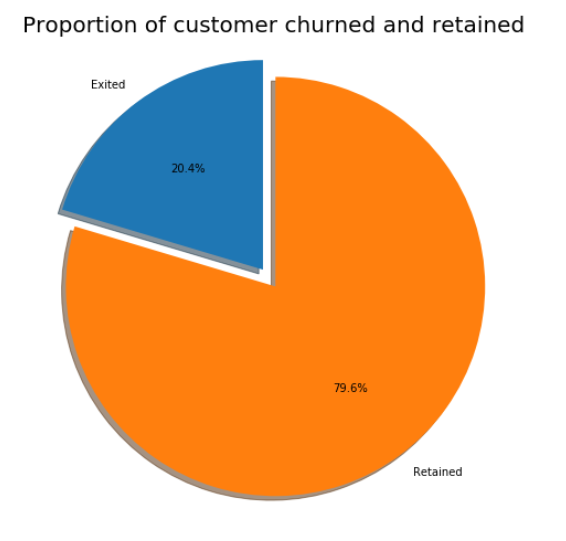 Proportion of customer churned and retained
Exited
20.4%
79.6%
Retained